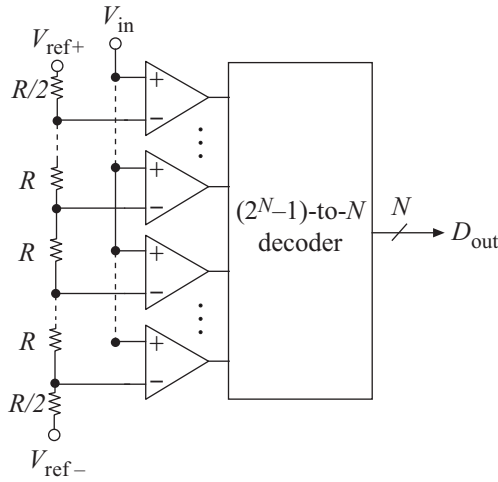 V_in
V_ref+
R/2
+
−
R
+
−
(2^N–1)-to-N
decoder
N
D_out
R
+
−
R
+
−
R/2
V_ref−